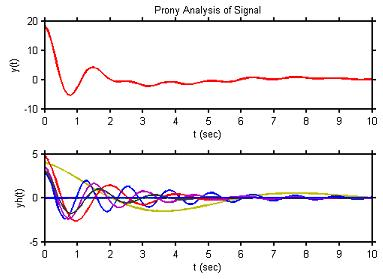 Prony Analysis of Signal
20
10
0
-10
y(t)
0 1 2 3 4 5 6 7 8 9 10
t (sec)
5
0
-5
yh(t)
0 1 2 3 4 5 6 7 8 9 10
t (sec)